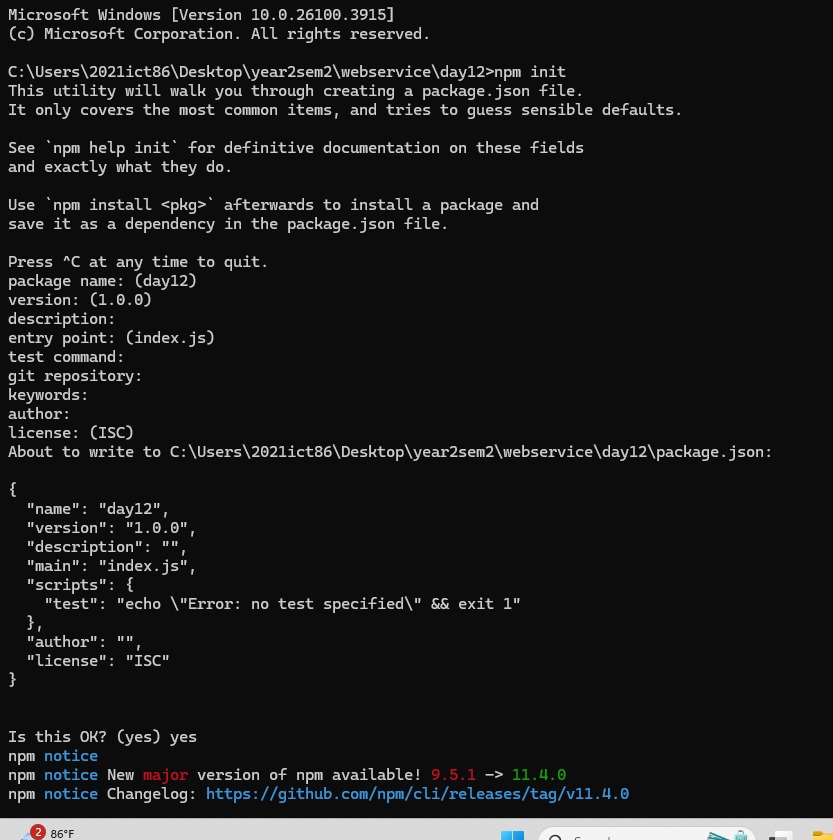 Microsoft Windows [Version 10.0.26100.3915]
(c) Microsoft Corporation. All rights reserved.
C:\Users\2021ict86\Desktop\year2sem2\webservice\day12>npm init
This utility will walk you through creating a package.json file.
It only covers the most common items, and tries to guess sensible defaults.
See `npm help init` for definitive documentation on these fields
and exactly what they do.
Use `npm install <pkg>` afterwards to install a package and
save it as a dependency in the package.json file.
Press ^C at any time to quit.
package name: (day12)
version: (1.0.0)
description:
entry point: (index.js)
test command:
git repository:
keywords:
author:
license: (ISC)
About to write to C:\Users\2021ict86\Desktop\year2sem2\webservice\day12\package.json:
{
  "name": "day12",
  "version": "1.0.0",
  "description": "",
  "main": "index.js",
  "scripts": {
    "test": "echo \"Error: no test specified\" && exit 1"
  },
  "author": "",
  "license": "ISC"
}
Is this OK? (yes) yes
npm notice
npm notice New major version of npm available! 9.5.1 -> 11.4.0
npm notice Changelog: https://github.com/npm/cli/releases/tag/v11.4.0
2 86°F